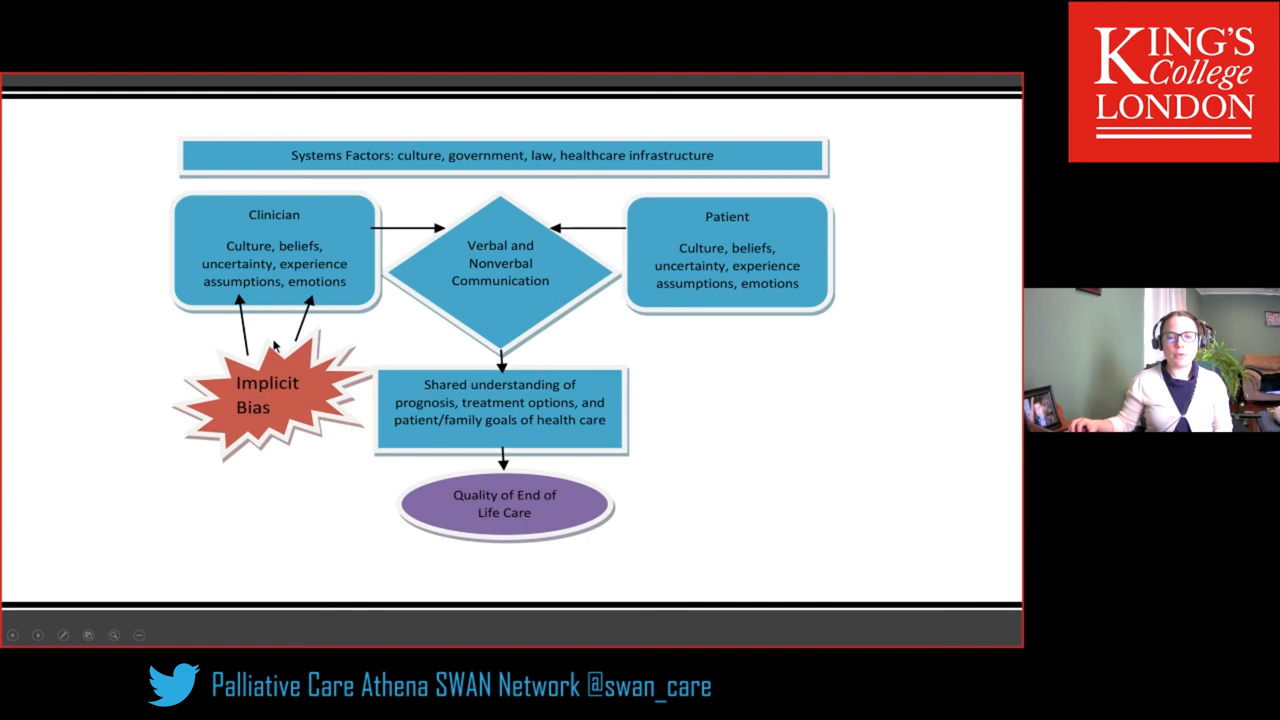 KING'S
College
LONDON
Systems Factors: culture, government, law, healthcare infrastructure
Clinician
Culture, beliefs,
uncertainty, experience
assumptions, emotions
Verbal and
Nonverbal
Communication
Patient
Culture, beliefs,
uncertainty, experience
assumptions, emotions
Implicit
Bias
Shared understanding of
prognosis, treatment options, and
patient/family goals of health care
Quality of End of
Life Care
Palliative Care Athena SWAN Network @swan_care